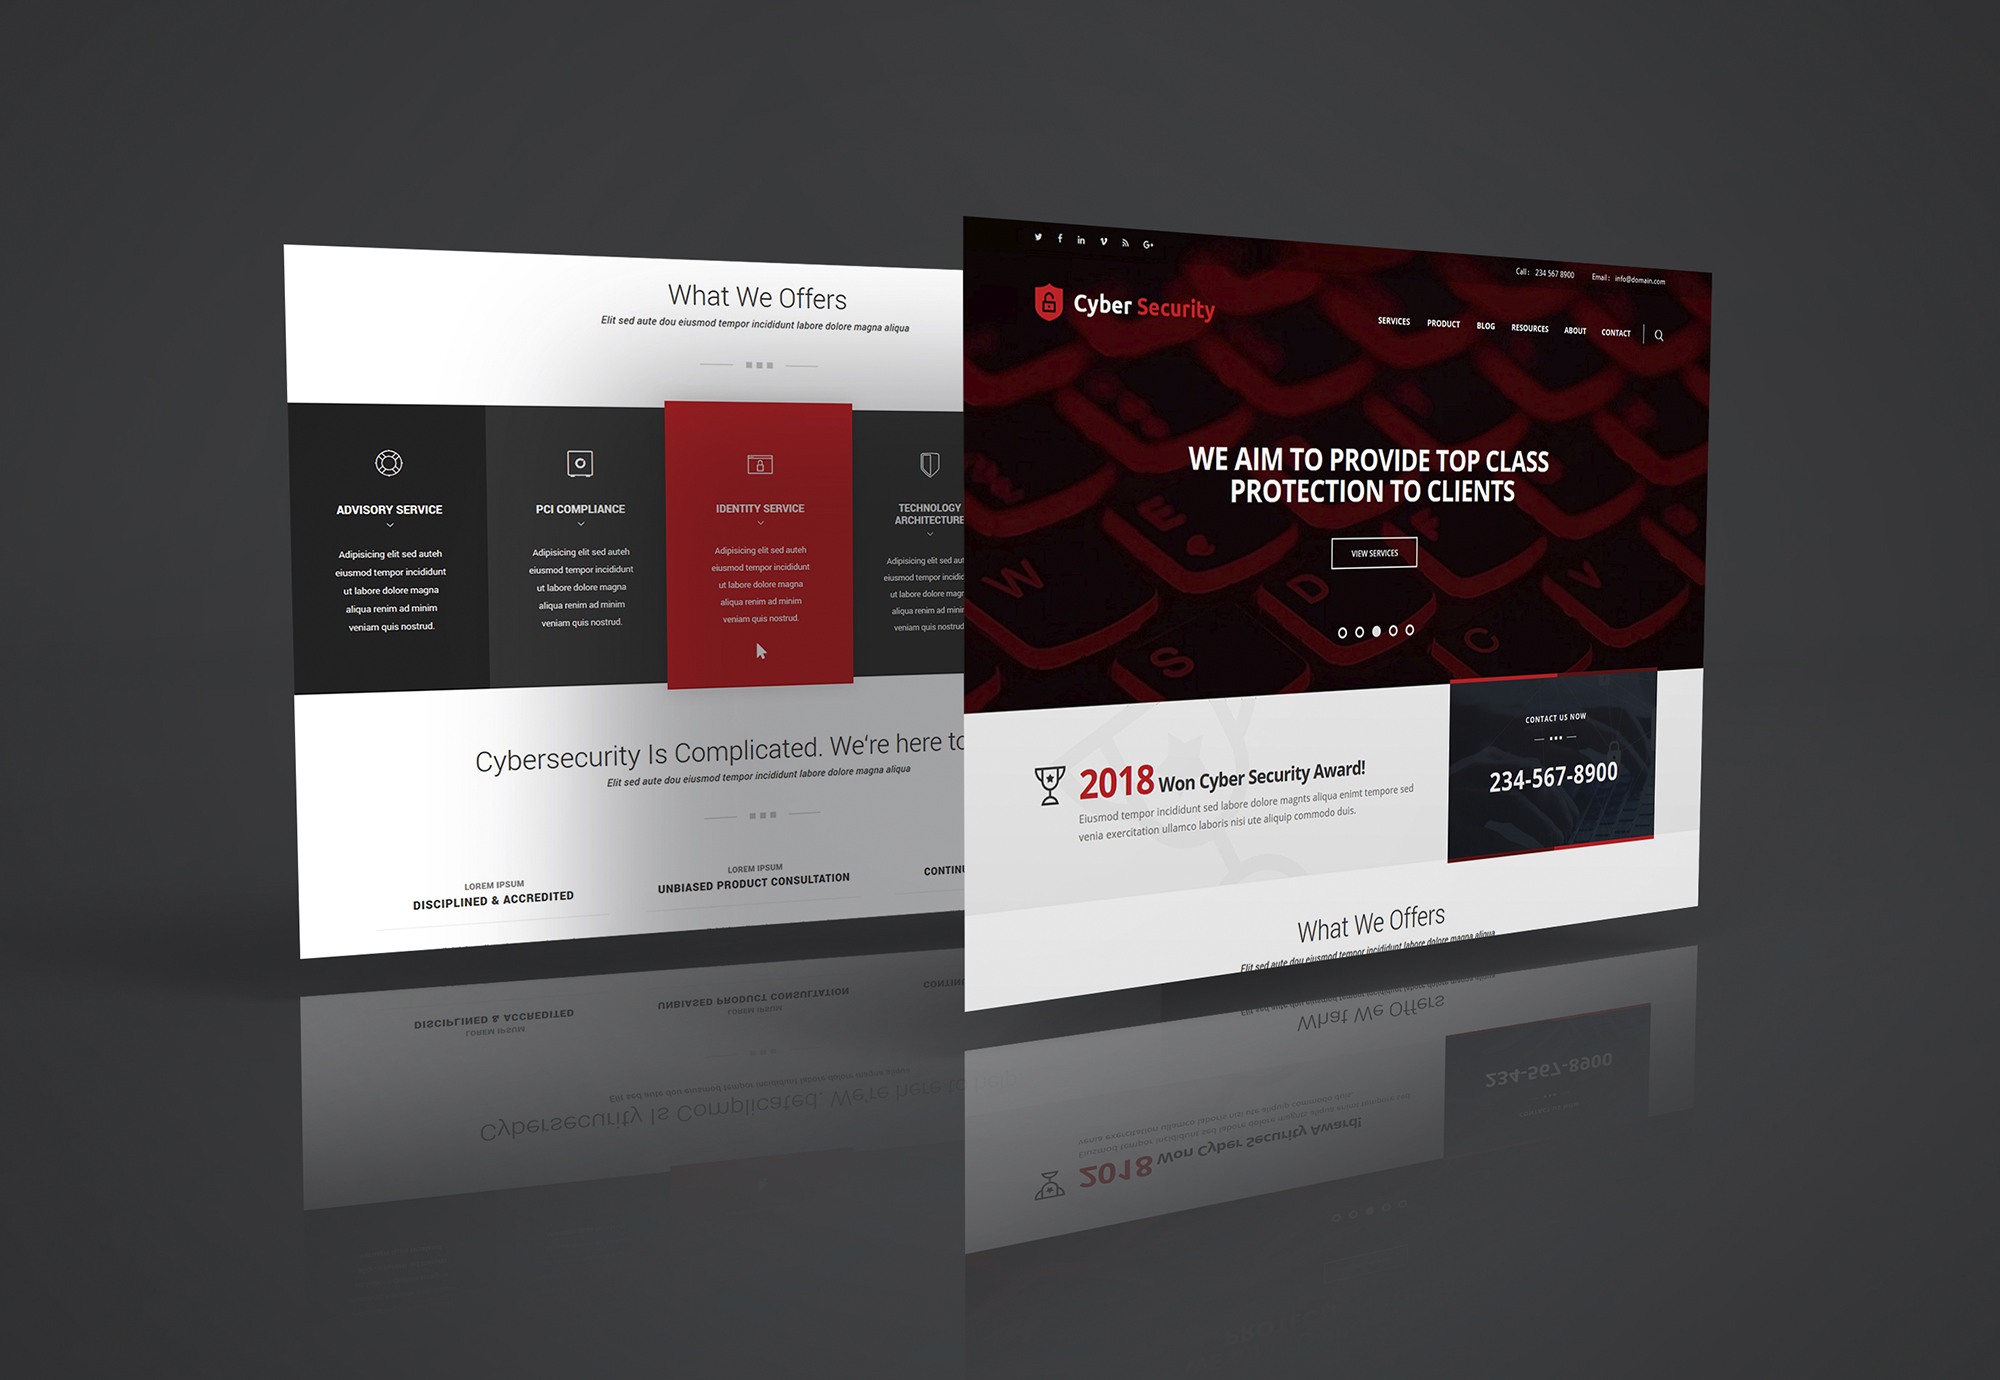 What We Offers
Elit sed aute dou eiusmod tempor incididunt labore dolore magna aliqua
ADVISORY SERVICE
Adipisicing elit sed auteh
eiusmod tempor incididunt
ut labore dolore magna
aliqua renim ad minim
veniam quis nostrud.
PCI COMPLIANCE
Adipisicing elit sed auteh
eiusmod tempor incididunt
ut labore dolore magna
aliqua renim ad minim
veniam quis nostrud.
IDENTITY SERVICE
Adipisicing elit sed auteh
eiusmod tempor incididunt
ut labore dolore magna
aliqua renim ad minim
veniam quis nostrud.
TECHNOLOGY
ARCHITECTURE
Adipisicing elit sed aut
eiusmod tempor incidid
ut labore dolore magn
aliqua renim ad minin
veniam quis nostrud
Cybersecurity Is Complicated. We're here to
Elit sed aute dou eiusmod tempor incididunt labore dolore magna aliqua
LOREM IPSUM
DISCIPLINED & ACCREDITED
LOREM IPSUM
UNBIASED PRODUCT CONSULTATION
CONTINU
Call : 234 567 8900 Email : info@domain.com
Cyber Security
SERVICES PRODUCT BLOG RESOURCES ABOUT CONTACT
WE AIM TO PROVIDE TOP CLASS
PROTECTION TO CLIENTS
VIEW SERVICES
E
F
W
D
V
S
C
2018 Won Cyber Security Award!
Eiusmod tempor incididunt sed labore dolore magnts aliqua enimt tempore sed
venia exercitation ullamco laboris nisi ute aliquip commodo duis.
CONTACT US NOW
234-567-8900
What We Offers
Elit sed aute dou eiusmod tempor incididunt labore dolore magna aliqua